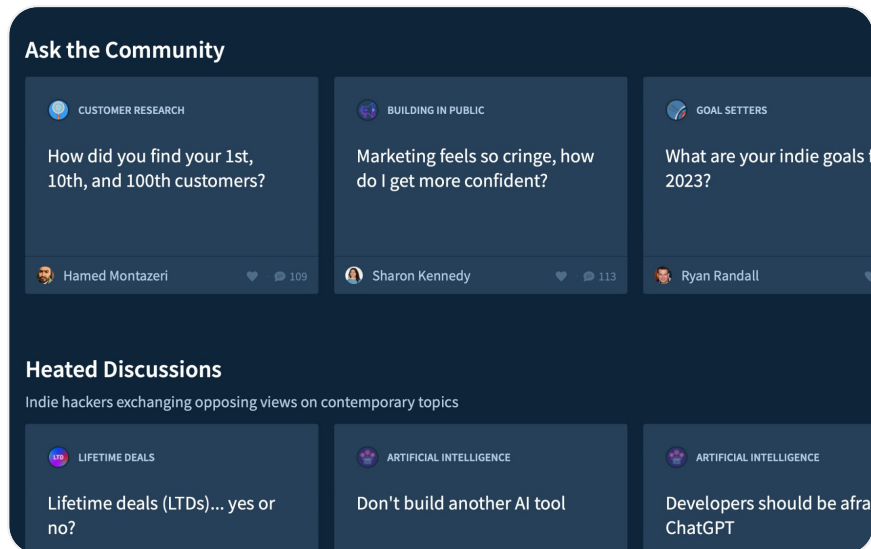 Ask the Community
CUSTOMER RESEARCH
How did you find your 1st,
10th, and 100th customers?
Hamed Montazeri
109
BUILDING IN PUBLIC
Marketing feels so cringe, how
do I get more confident?
Sharon Kennedy
113
GOAL SETTERS
What are your indie goals
2023?
Ryan Randall
Heated Discussions
Indie hackers exchanging opposing views on contemporary topics
LTD
LIFETIME DEALS
Lifetime deals (LTDs)... yes or
no?
ARTIFICIAL INTELLIGENCE
Don't build another AI tool
ARTIFICIAL INTELLIGENCE
Developers should be
ChatGPT